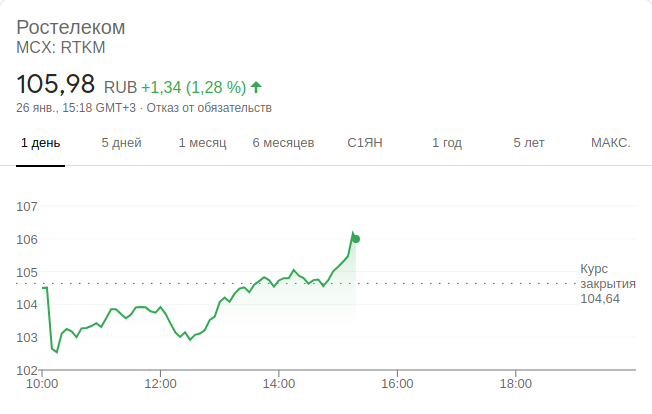 Ростелеком
MCX: RTKM
105,98 RUB +1,34 (1,28 %)
26 янв., 15:18 GMT+3 · Отказ от обязательств
1 день 5 дней 1 месяц 6 месяцев С1ЯН 1 год 5 лет МАКС.
107
106
105
104
103
102
Курс
закрытия
104,64
10:00 12:00 14:00 16:00 18:00